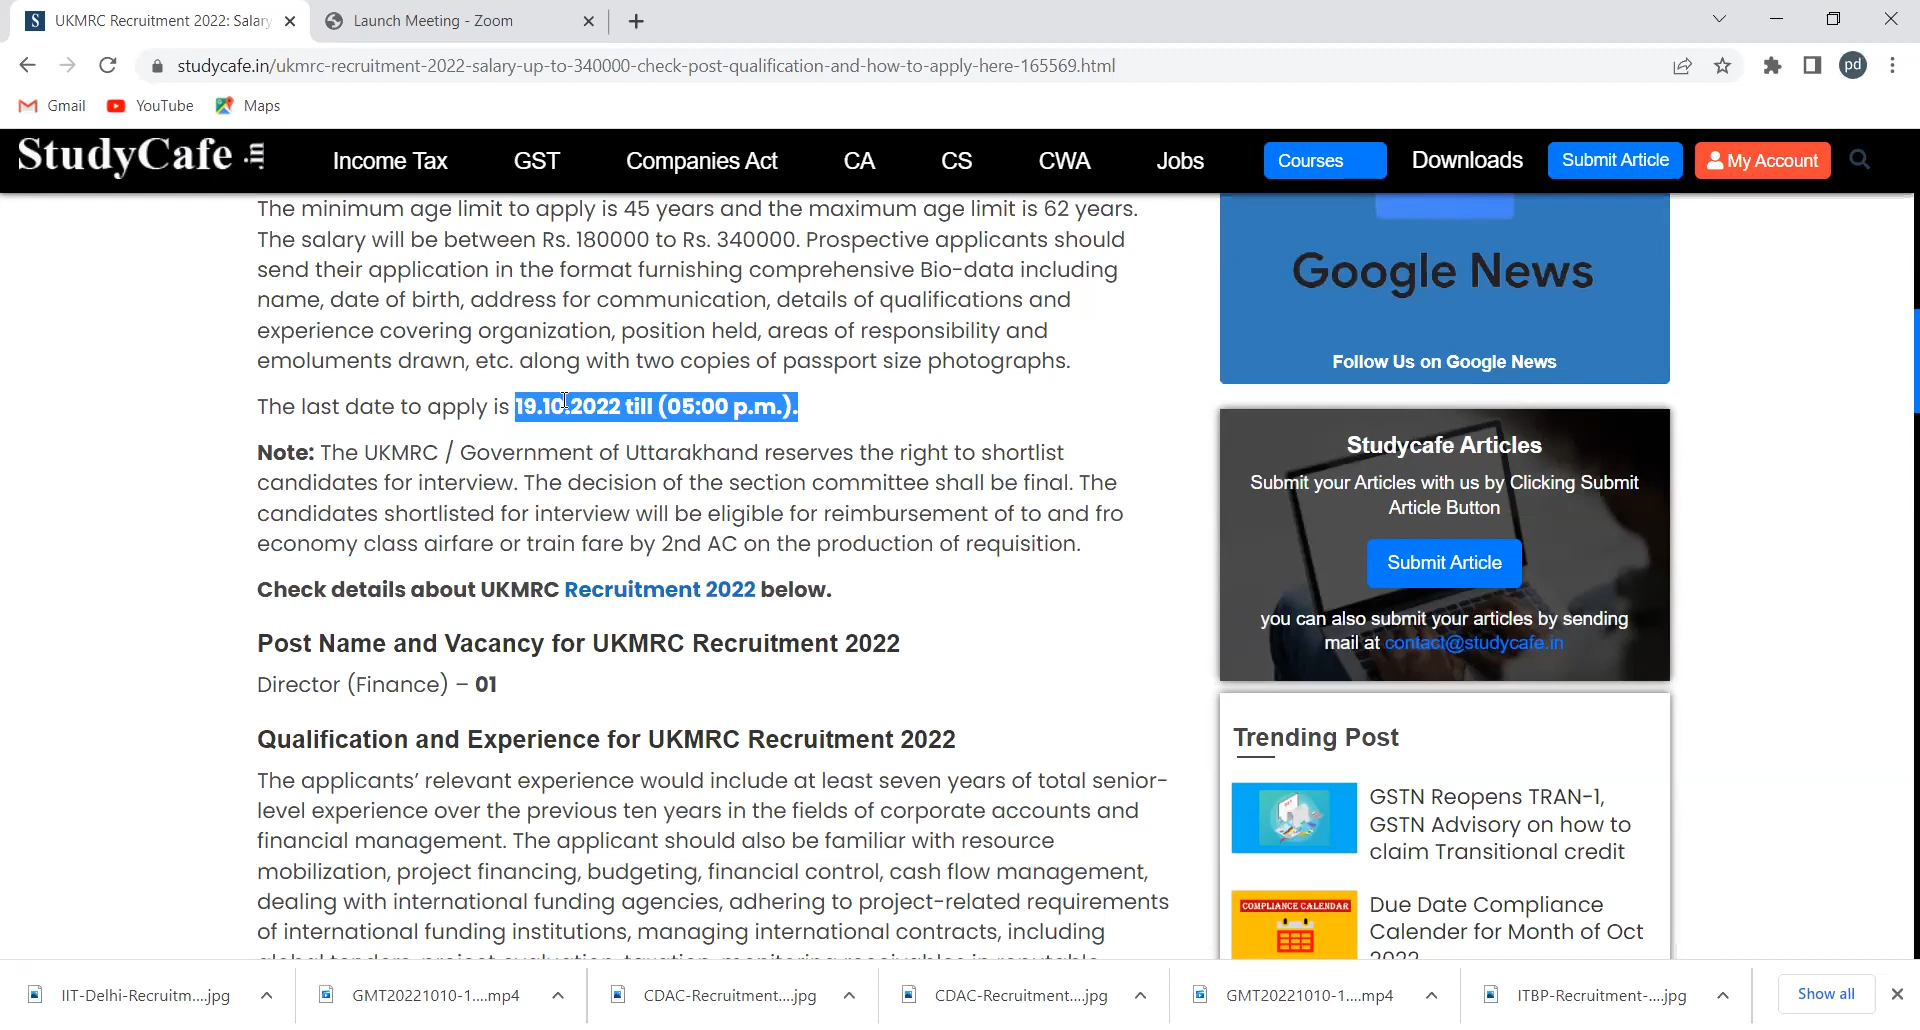 UKMRC Recruitment 2022: Salary
Launch Meeting - Zoom
studycafe.in/ukmrc-recruitment-2022-salary-up-to-340000-check-post-qualification-and-how-to-apply-here-165569.html
pd
Gmail YouTube Maps
StudyCafe .in
Income Tax GST Companies Act CA CS CWA Jobs Courses Downloads Submit Article My Account
The minimum age limit to apply is 45 years and the maximum age limit is 62 years.
The salary will be between Rs. 180000 to Rs. 340000. Prospective applicants should
send their application in the format furnishing comprehensive Bio-data including
name, date of birth, address for communication, details of qualifications and
experience covering organization, position held, areas of responsibility and
emoluments drawn, etc. along with two copies of passport size photographs.
The last date to apply is 19.10.2022 till (05:00 p.m.).
Note: The UKMRC / Government of Uttarakhand reserves the right to shortlist
candidates for interview. The decision of the section committee shall be final. The
candidates shortlisted for interview will be eligible for reimbursement of to and fro
economy class airfare or train fare by 2nd AC on the production of requisition.
Check details about UKMRC Recruitment 2022 below.
Post Name and Vacancy for UKMRC Recruitment 2022
Director (Finance) – 01
Qualification and Experience for UKMRC Recruitment 2022
The applicants’ relevant experience would include at least seven years of total senior-
level experience over the previous ten years in the fields of corporate accounts and
financial management. The applicant should also be familiar with resource
mobilization, project financing, budgeting, financial control, cash flow management,
dealing with international funding agencies, adhering to project-related requirements
of international funding institutions, managing international contracts, including
Google News
Follow Us on Google News
Studycafe Articles
Submit your Articles with us by Clicking Submit
Article Button
Submit Article
you can also submit your articles by sending
mail at contact@studycafe.in
Trending Post
GSTN Reopens TRAN-1,
GSTN Advisory on how to
claim Transitional credit
COMPLIANCE CALENDAR
Due Date Compliance
Calender for Month of Oct
2022
IIT-Delhi-Recruitm....jpg
GMT20221010-1....mp4
CDAC-Recruitment....jpg
CDAC-Recruitment....jpg
GMT20221010-1....mp4
ITBP-Recruitment-....jpg
Show all